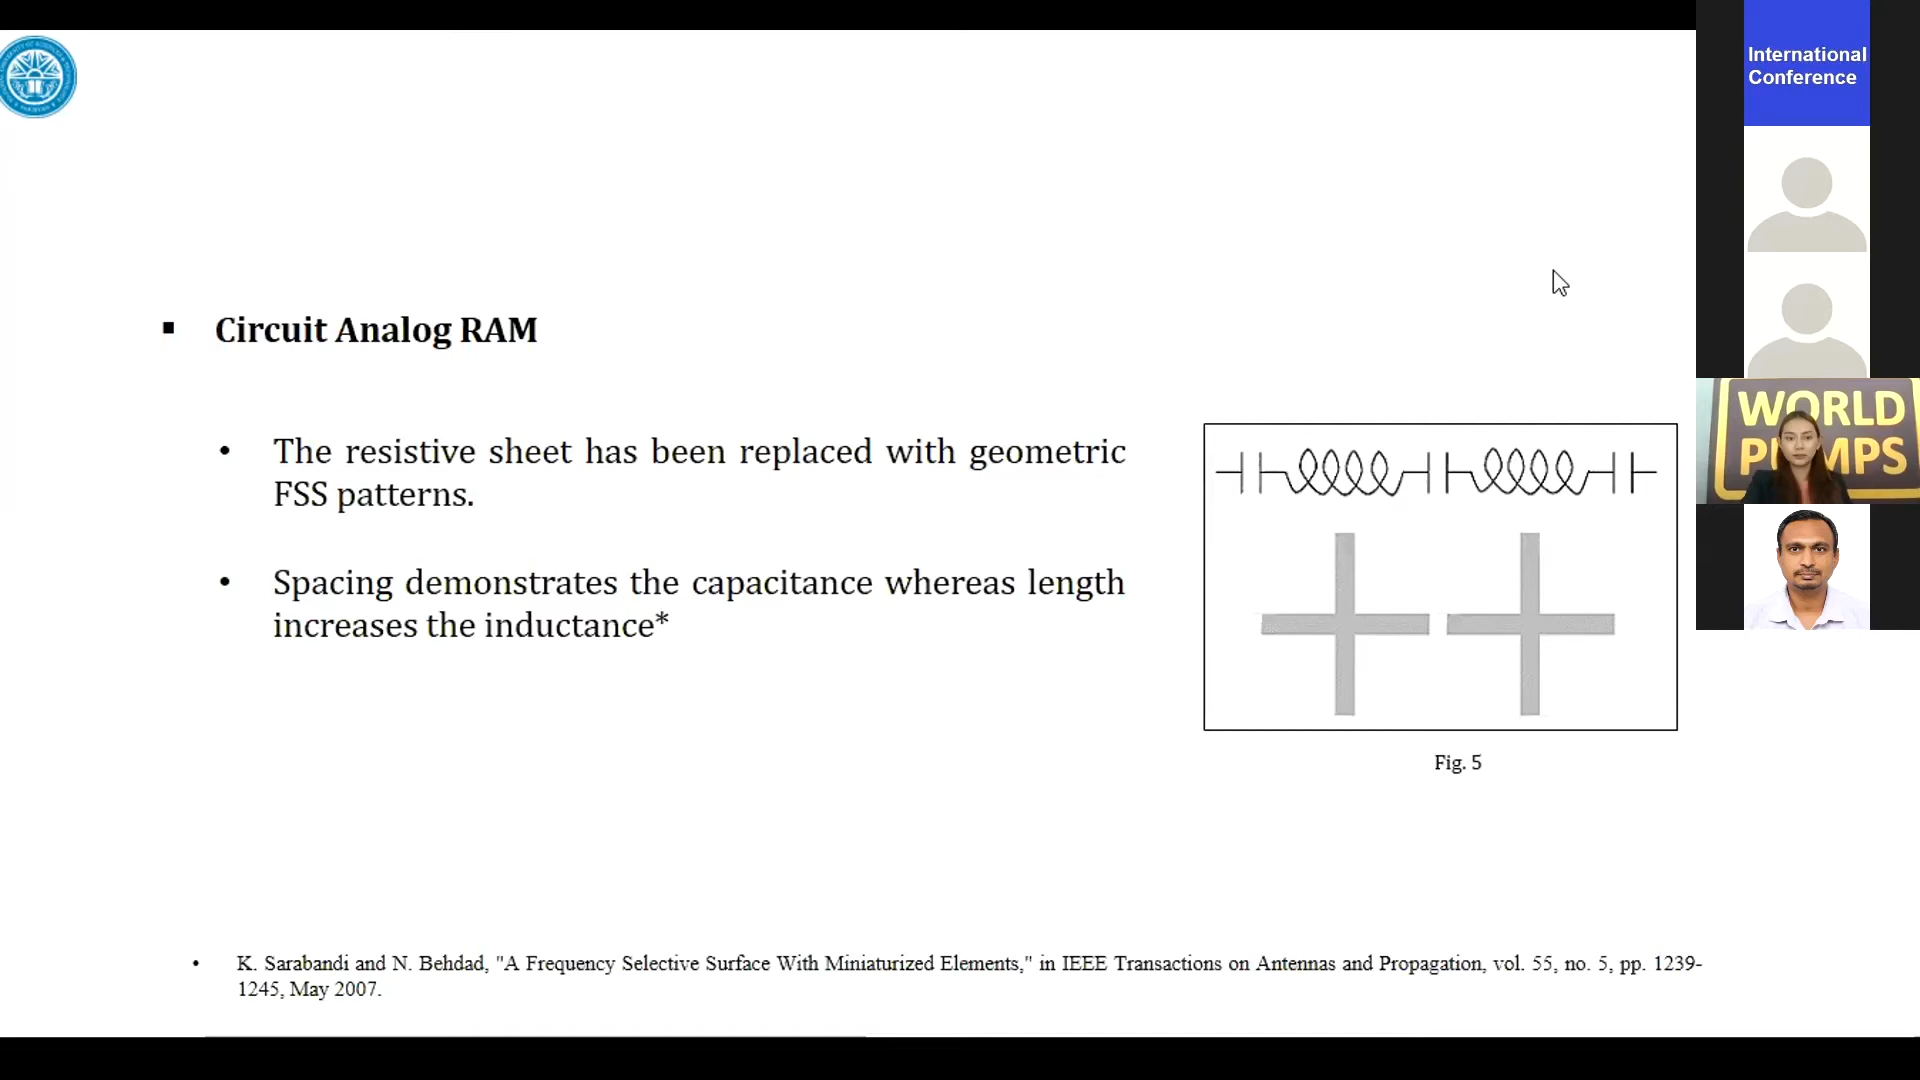 International
Conference
▪ Circuit Analog RAM
• The resistive sheet has been replaced with geometric
FSS patterns.
• Spacing demonstrates the capacitance whereas length
increases the inductance*
Fig. 5
WORLD
• K. Sarabandi and N. Behdad, "A Frequency Selective Surface With Miniaturized Elements," in IEEE Transactions on Antennas and Propagation, vol. 55, no. 5, pp. 1239-
1245, May 2007.